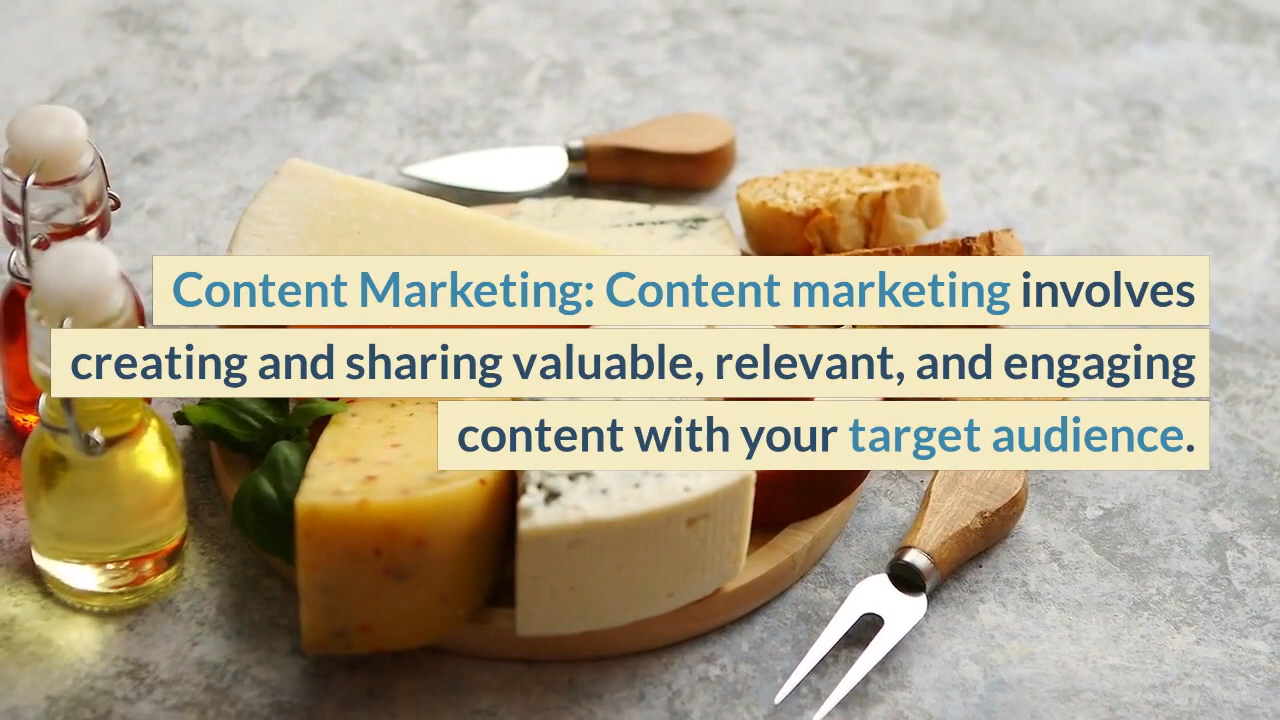 Content Marketing: Content marketing involves
creating and sharing valuable, relevant, and engaging
content with your target audience.